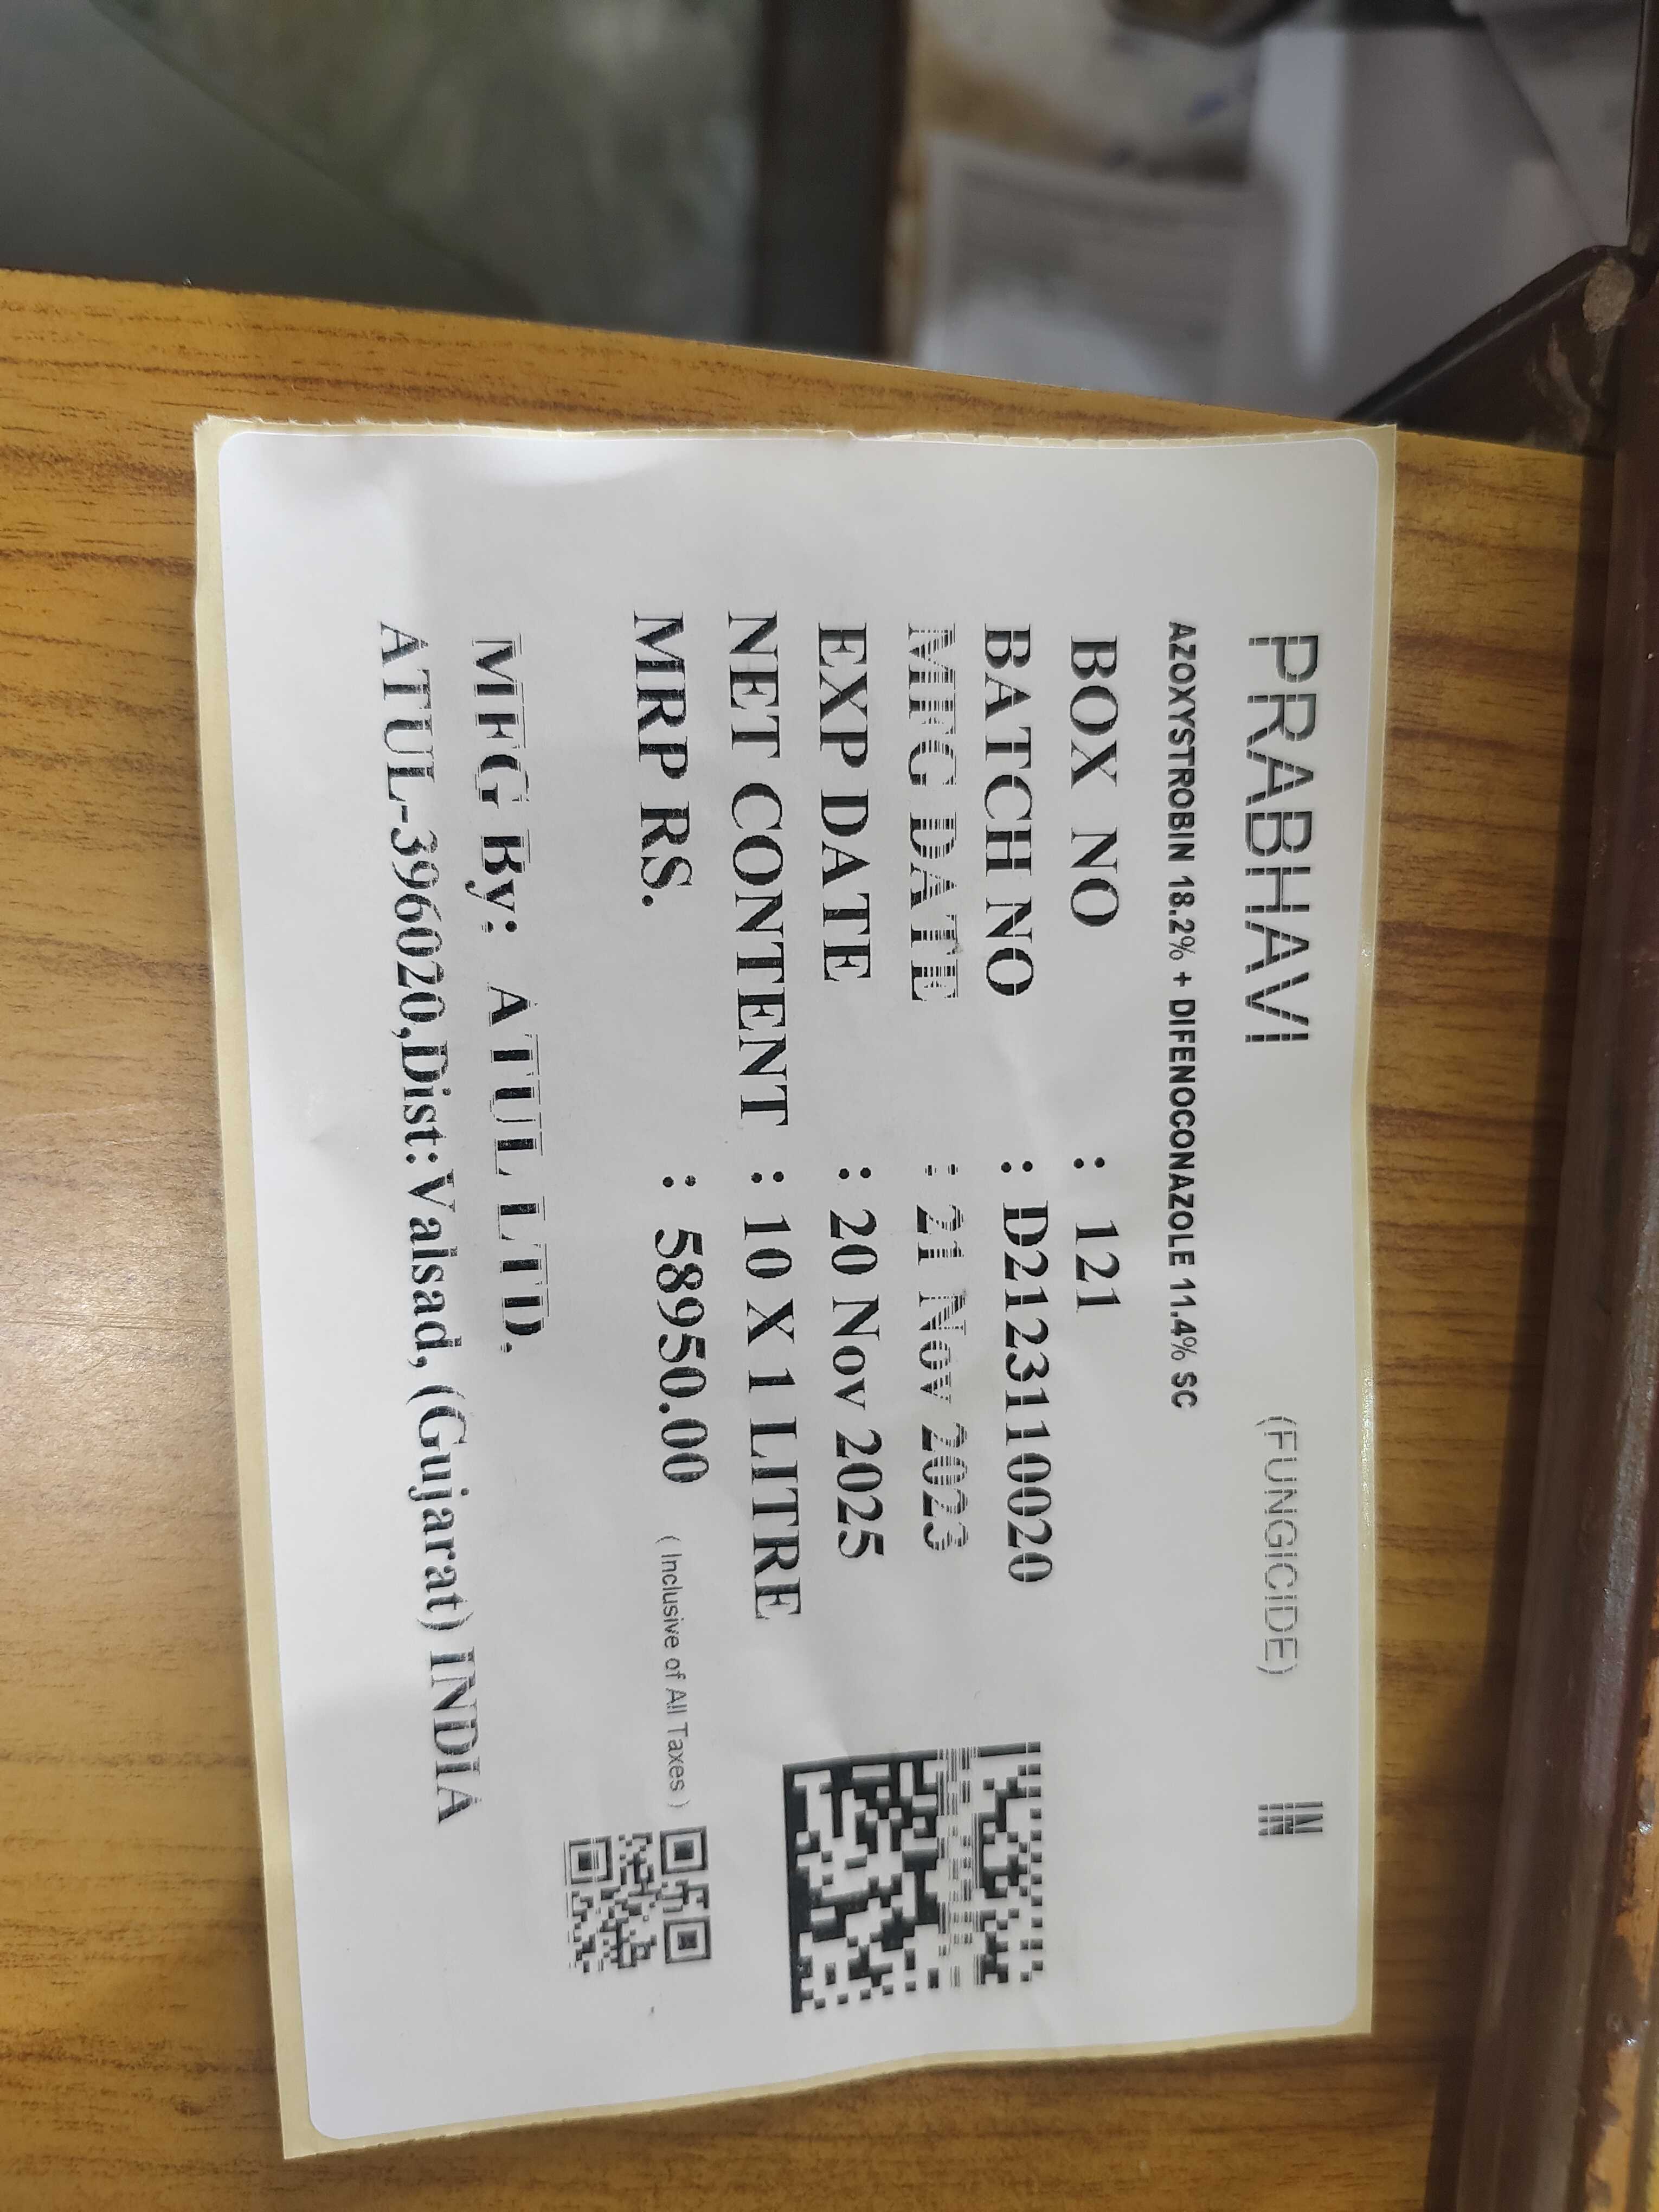 PRABHAVI (FUNGICIDE) IN
AZOXYSTROBIN 18.2% + DIFENOCONAZOLE 11.4% SC
BOX NO : 121
BATCH NO : D2123110020
MFG DATE : 21 Nov 2023
EXP DATE : 20 Nov 2025
NET CONTENT : 10 X 1 LITRE
MRP RS. : 58950.00 ( Inclusive of All Taxes )
MFG By: ATUL LTD.
ATUL-396020,Dist:Valsad, (Gujarat) INDIA